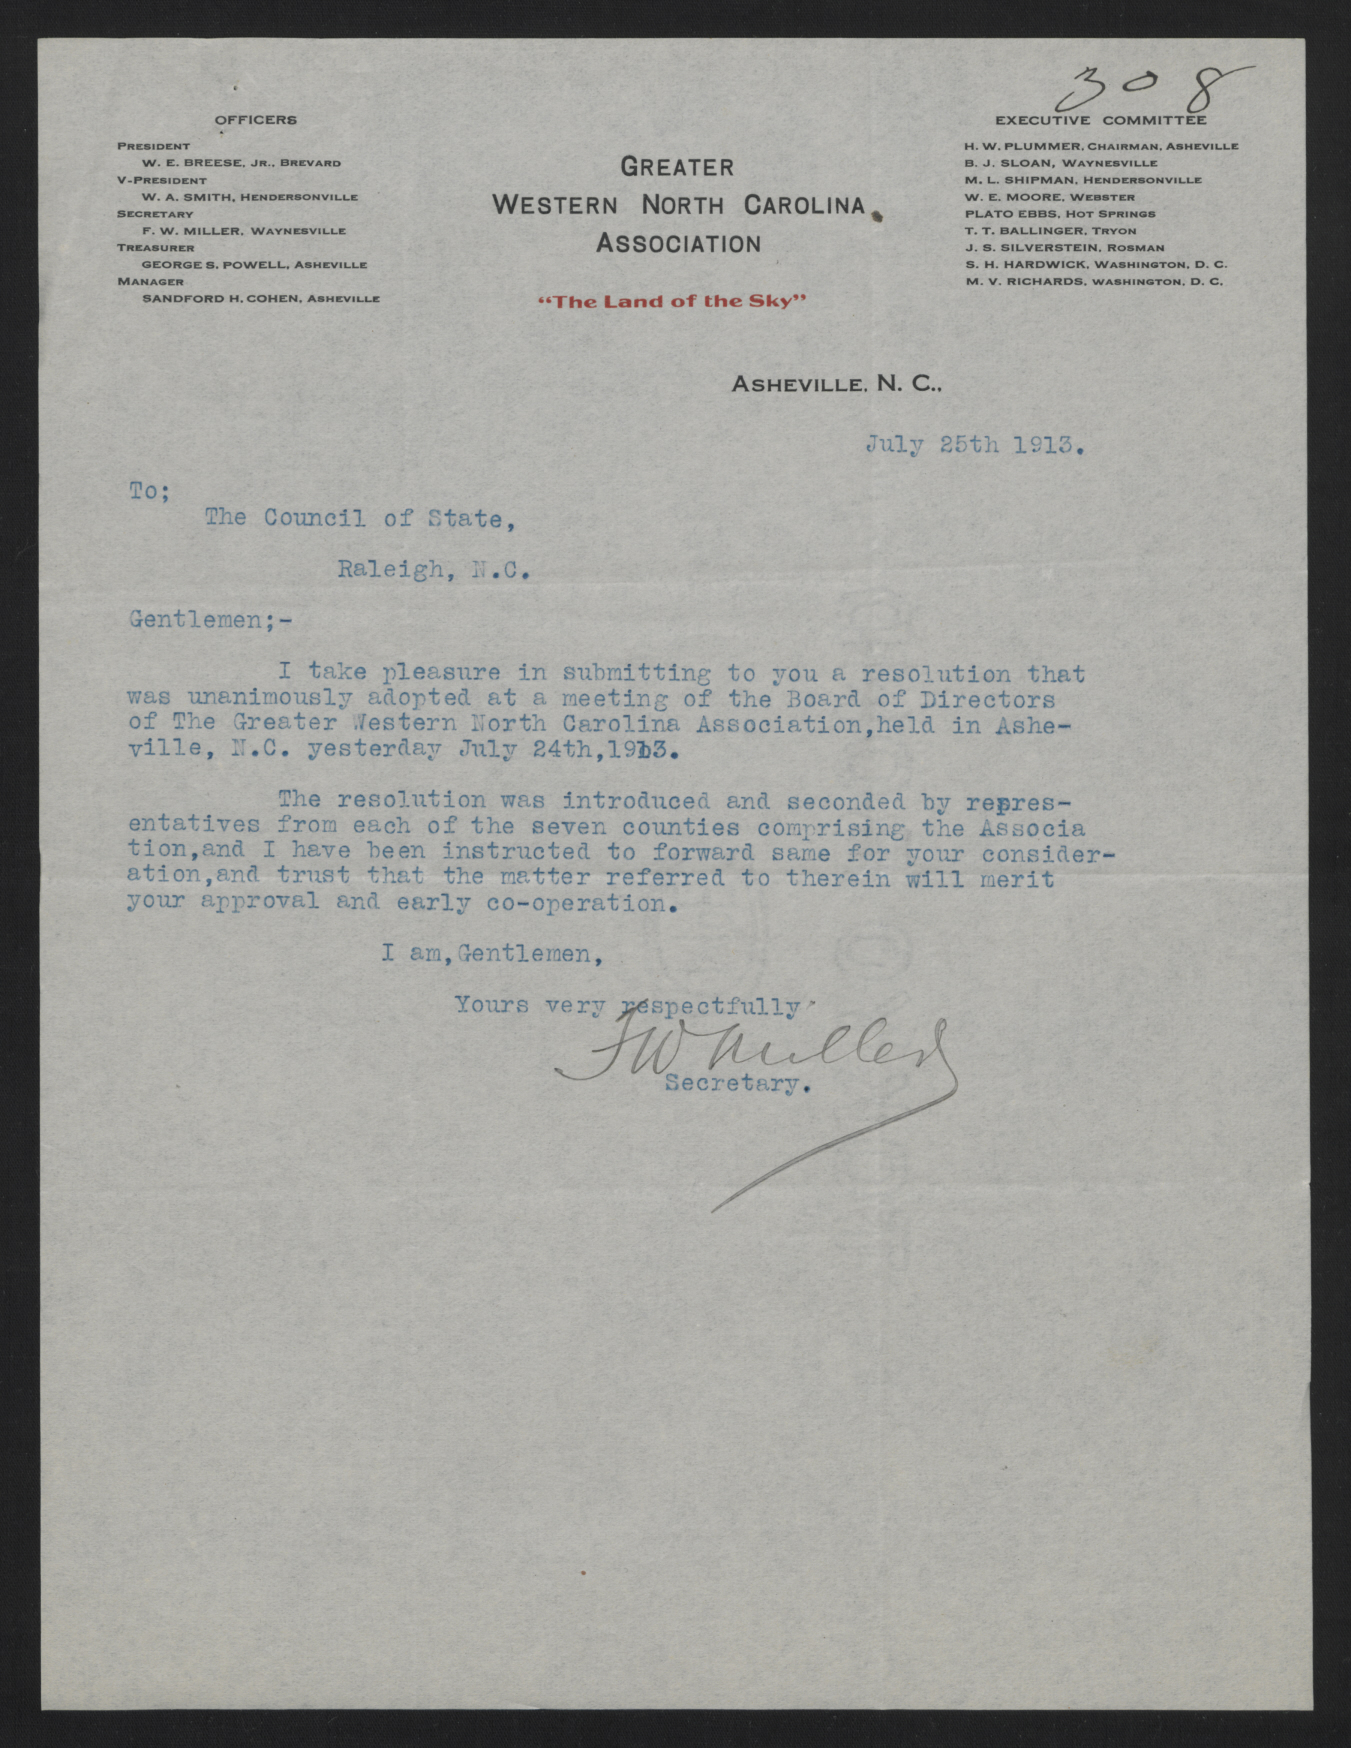 308
OFFICERS
PRESIDENT
W. E. BREESE, JR., BREVARD
V-PRESIDENT
W. A. SMITH, HENDERSONVILLE
SECRETARY
F. W. MILLER, WAYNESVILLE
TREASURER
GEORGE S. POWELL, ASHEVILLE
MANAGER
SANDFORD H. COHEN, ASHEVILLE
GREATER
WESTERN NORTH CAROLINA
ASSOCIATION
"The Land of the Sky"
EXECUTIVE COMMITTEE
H. W. PLUMMER, CHAIRMAN, ASHEVILLE
B. J. SLOAN, WAYNESVILLE
M. L. SHIPMAN, HENDERSONVILLE
W. E. MOORE, WEBSTER
PLATO EBBS, HOT SPRINGS
T. T. BALLINGER, TRYON
J. S. SILVERSTEIN, ROSMAN
S. H. HARDWICK, WASHINGTON, D. C.
M. V. RICHARDS, WASHINGTON, D. C.
ASHEVILLE, N. C.,
July 25th 1913.
To;
The Council of State,
Raleigh, N.C.
Gentlemen;-
I take pleasure in submitting to you a resolution that
was unanimously adopted at a meeting of the Board of Directors
of The Greater Western North Carolina Association,held in Ashe-
ville, N.C. yesterday July 24th,1913.
The resolution was introduced and seconded by repres-
entatives from each of the seven counties comprising the Associa
tion,and I have been instructed to forward same for your consider-
ation,and trust that the matter referred to therein will merit
your approval and early co-operation.
I am,Gentlemen,
Yours very respectfully
F W Miller
Secretary.